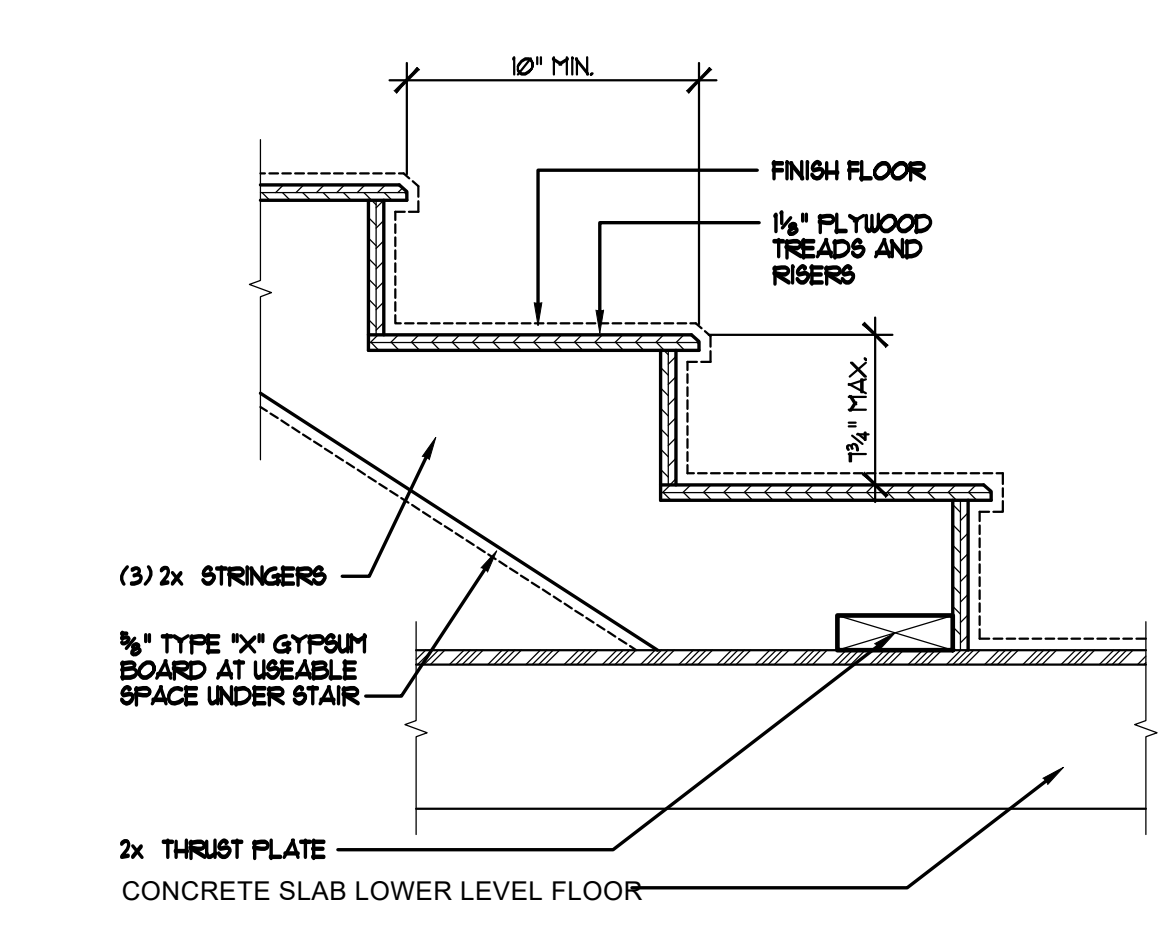 10" MIN.
FINISH FLOOR
1⅛" PLYWOOD
TREADS AND
RISERS
7¾" MAX.
(3) 2x STRINGERS
⅝" TYPE "X" GYPSUM
BOARD AT USEABLE
SPACE UNDER STAIR
2x THRUST PLATE
CONCRETE SLAB LOWER LEVEL FLOOR